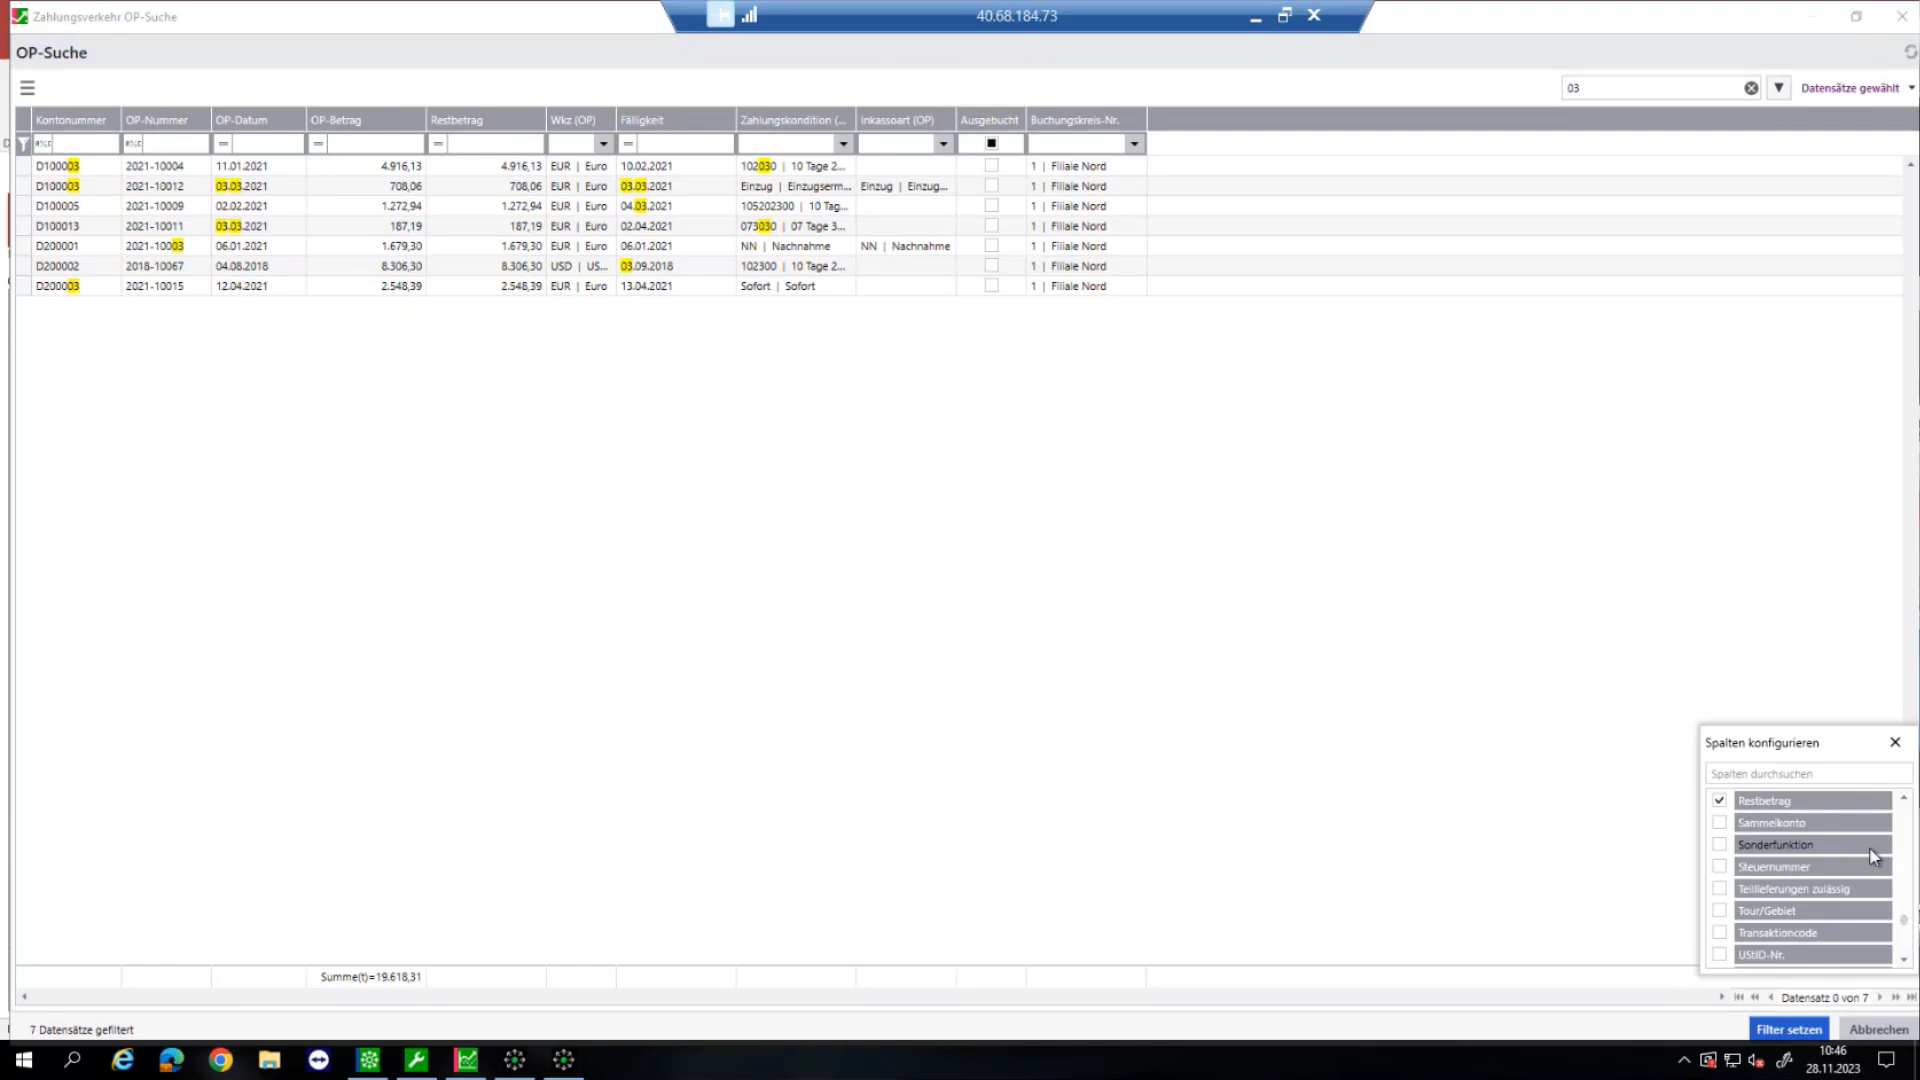 Zahlungsverkehr OP-Suche
40.68.184.73
OP-Suche
03
Datensätze gewählt
Kontonummer OP-Nummer OP-Datum OP-Betrag Restbetrag Wkz (OP) Fälligkeit Zahlungskondition (... Inkassoart (OP) Ausgebucht Buchungskreis-Nr.
= = = =
D100003 2021-10004 11.01.2021 4.916,13 4.916,13 EUR | Euro 10.02.2021 102030 | 10 Tage 2... 1 | Filiale Nord
D100003 2021-10012 03.03.2021 708,06 708,06 EUR | Euro 03.03.2021 Einzug | Einzugserm... Einzug | Einzug... 1 | Filiale Nord
D100005 2021-10009 02.02.2021 1.272,94 1.272,94 EUR | Euro 04.03.2021 105202300 | 10 Tag... 1 | Filiale Nord
D100013 2021-10011 03.03.2021 187,19 187,19 EUR | Euro 02.04.2021 073030 | 07 Tage 3... 1 | Filiale Nord
D200001 2021-10003 06.01.2021 1.679,30 1.679,30 EUR | Euro 06.01.2021 NN | Nachnahme NN | Nachnahme 1 | Filiale Nord
D200002 2018-10067 04.08.2018 8.306,30 8.306,30 USD | US... 03.09.2018 102300 | 10 Tage 2... 1 | Filiale Nord
D200003 2021-10015 12.04.2021 2.548,39 2.548,39 EUR | Euro 13.04.2021 Sofort | Sofort 1 | Filiale Nord
Spalten konfigurieren
Spalten durchsuchen
Restbetrag
Sammelkonto
Sonderfunktion
Steuernummer
Teillieferungen zulässig
Tour/Gebiet
Transaktioncode
UStID-Nr.
Summe(t)=19.618,31
Datensatz 0 von 7
7 Datensätze gefiltert
Filter setzen
Abbrechen
10:46
28.11.2023